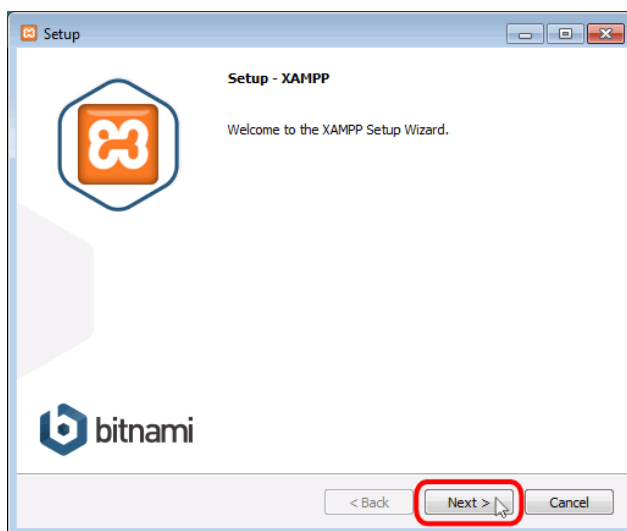 Setup
Setup - XAMPP
Welcome to the XAMPP Setup Wizard.
bitnami
< Back
Next >
Cancel